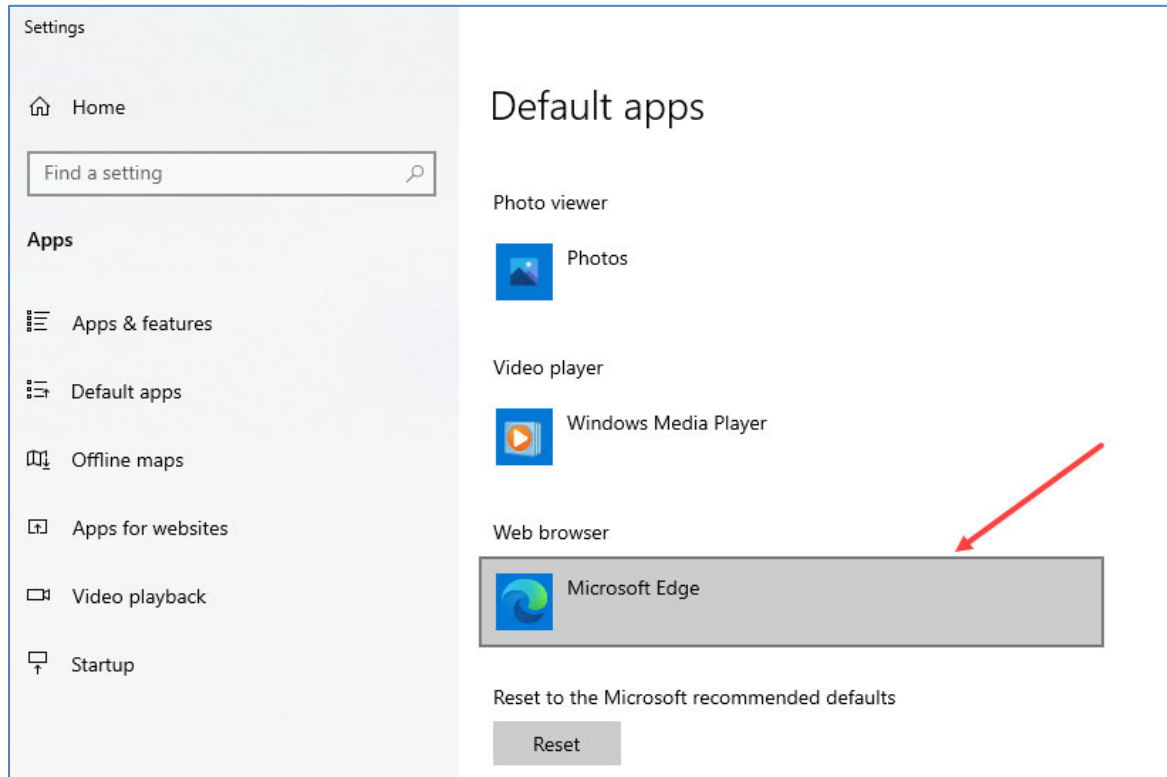 Settings
Home
Find a setting
Apps
Apps & features
Default apps
Offline maps
Apps for websites
Video playback
Startup
Default apps
Photo viewer
Photos
Video player
Windows Media Player
Web browser
Microsoft Edge
Reset to the Microsoft recommended defaults
Reset